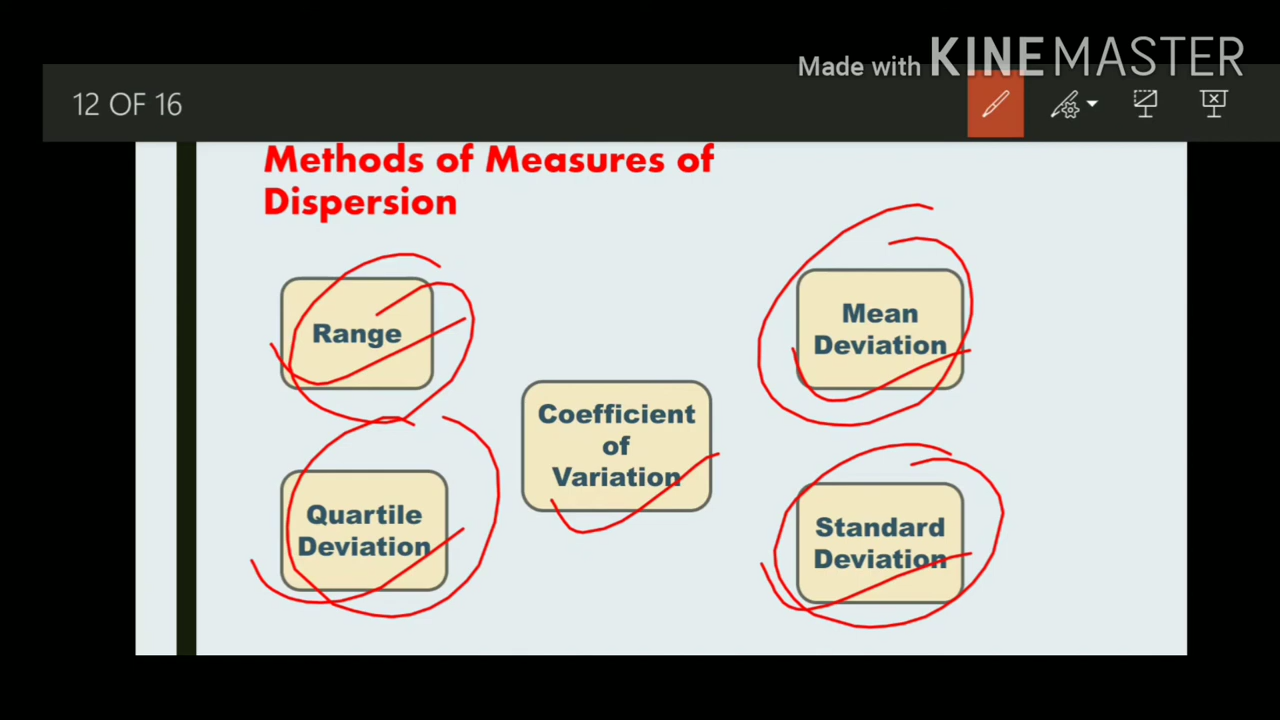 Made with KINEMASTER
12 OF 16
Methods of Measures of
Dispersion
Range
Mean
Deviation
Coefficient
of
Variation
Quartile
Deviation
Standard
Deviation